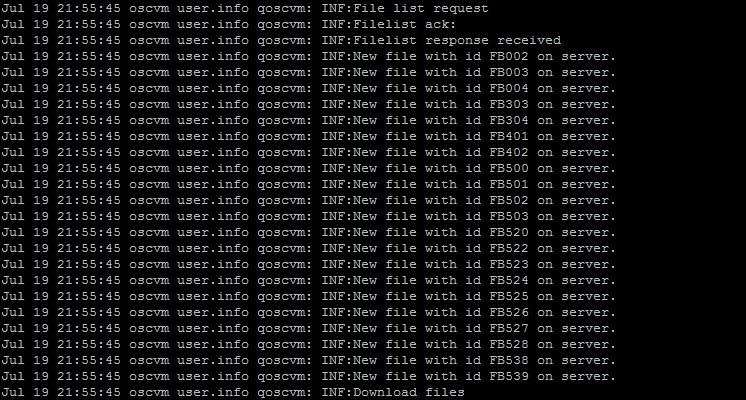 Jul 19 21:55:45 oscvm user.info qoscvm: INF:File list request
Jul 19 21:55:45 oscvm user.info qoscvm: INF:Filelist ack:
Jul 19 21:55:45 oscvm user.info qoscvm: INF:Filelist response received
Jul 19 21:55:45 oscvm user.info qoscvm: INF:New file with id FB002 on server.
Jul 19 21:55:45 oscvm user.info qoscvm: INF:New file with id FB003 on server.
Jul 19 21:55:45 oscvm user.info qoscvm: INF:New file with id FB004 on server.
Jul 19 21:55:45 oscvm user.info qoscvm: INF:New file with id FB303 on server.
Jul 19 21:55:45 oscvm user.info qoscvm: INF:New file with id FB304 on server.
Jul 19 21:55:45 oscvm user.info qoscvm: INF:New file with id FB401 on server.
Jul 19 21:55:45 oscvm user.info qoscvm: INF:New file with id FB402 on server.
Jul 19 21:55:45 oscvm user.info qoscvm: INF:New file with id FB500 on server.
Jul 19 21:55:45 oscvm user.info qoscvm: INF:New file with id FB501 on server.
Jul 19 21:55:45 oscvm user.info qoscvm: INF:New file with id FB502 on server.
Jul 19 21:55:45 oscvm user.info qoscvm: INF:New file with id FB503 on server.
Jul 19 21:55:45 oscvm user.info qoscvm: INF:New file with id FB520 on server.
Jul 19 21:55:45 oscvm user.info qoscvm: INF:New file with id FB522 on server.
Jul 19 21:55:45 oscvm user.info qoscvm: INF:New file with id FB523 on server.
Jul 19 21:55:45 oscvm user.info qoscvm: INF:New file with id FB524 on server.
Jul 19 21:55:45 oscvm user.info qoscvm: INF:New file with id FB525 on server.
Jul 19 21:55:45 oscvm user.info qoscvm: INF:New file with id FB526 on server.
Jul 19 21:55:45 oscvm user.info qoscvm: INF:New file with id FB527 on server.
Jul 19 21:55:45 oscvm user.info qoscvm: INF:New file with id FB528 on server.
Jul 19 21:55:45 oscvm user.info qoscvm: INF:New file with id FB538 on server.
Jul 19 21:55:45 oscvm user.info qoscvm: INF:New file with id FB539 on server.
Jul 19 21:55:45 oscvm user.info qoscvm: INF:Download files